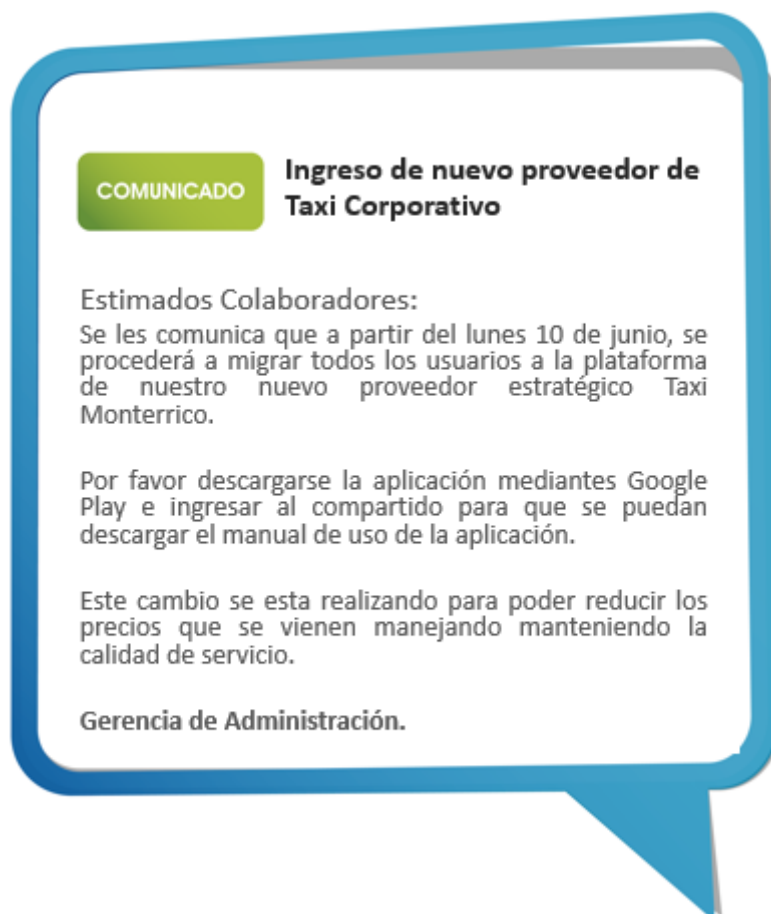 COMUNICADO
Ingreso de nuevo proveedor de
Taxi Corporativo
Estimados Colaboradores:
Se les comunica que a partir del lunes 10 de junio, se
procederá a migrar todos los usuarios a la plataforma
de nuestro nuevo proveedor estratégico Taxi
Monterrico.
Por favor descargarse la aplicación mediantes Google
Play e ingresar al compartido para que se puedan
descargar el manual de uso de la aplicación.
Este cambio se esta realizando para poder reducir los
precios que se vienen manejando manteniendo la
calidad de servicio.
Gerencia de Administración.